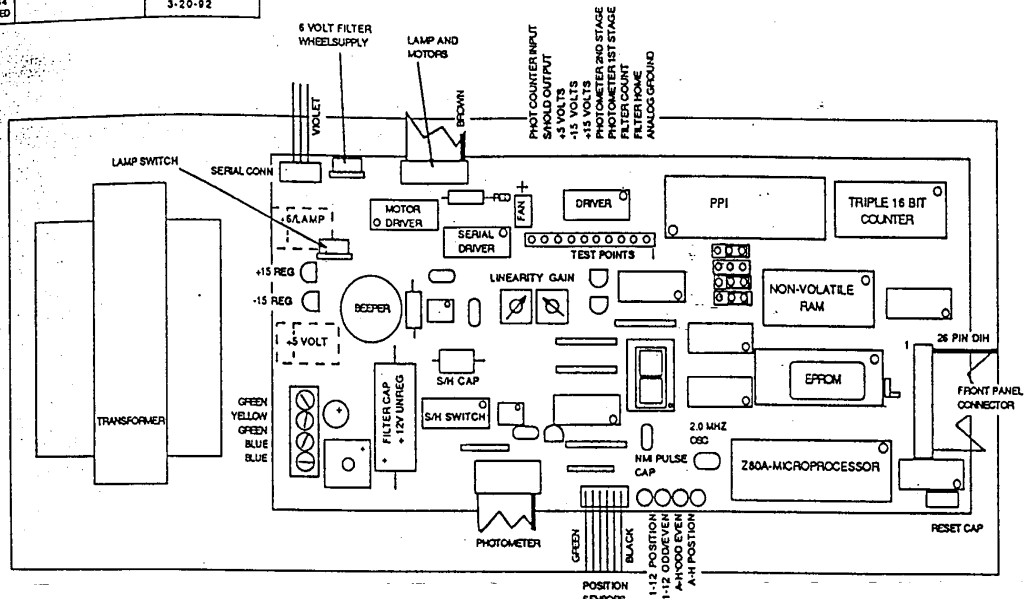 3-20-92
6 VOLT FILTER
WHEELSUPPLY
LAMP AND
MOTORS
PHOT COUNTER INPUT
S/HOLD OUTPUT
+5 VOLTS
-15 VOLTS
+15 VOLTS
PHOTOMETER 2ND STAGE
PHOTOMETER 1ST STAGE
FILTER COUNT
FILTER HOME
ANALOG GROUND
VIOLET
BROWN
LAMP SWITCH
SERIAL CONN
+6/LAMP
MOTOR
DRIVER
SERIAL
DRIVER
+
FAN
DRIVER
TEST POINTS
PPI
TRIPLE 16 BIT
COUNTER
+15 REG
-15 REG
BEEPER
LINEARITY GAIN
NON-VOLATILE
RAM
+5 VOLT
S/H CAP
S/H SWITCH
FILTER CAP
+ 12V UNREG
+
+
EPROM
1
26 PIN DIH
FRONT PANEL
CONNECTOR
TRANSFORMER
GREEN
YELLOW
GREEN
BLUE
BLUE
2.0 MHZ
OSC
NMI PULSE
CAP
Z80A-MICROPROCESSOR
RESET CAP
PHOTOMETER
GREEN
BLACK
POSITION
SENSORS
1-12 POSITION
1-12 ODD/EVEN
A-H ODD EVEN
A-H POSTION